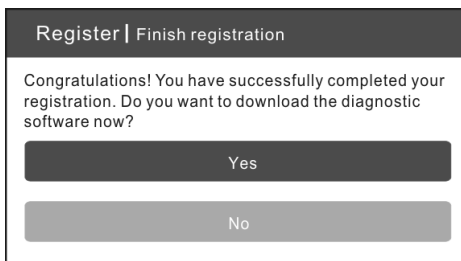 Register | Finish registration
Congratulations! You have successfully completed your
registration. Do you want to download the diagnostic
software now?
Yes
No